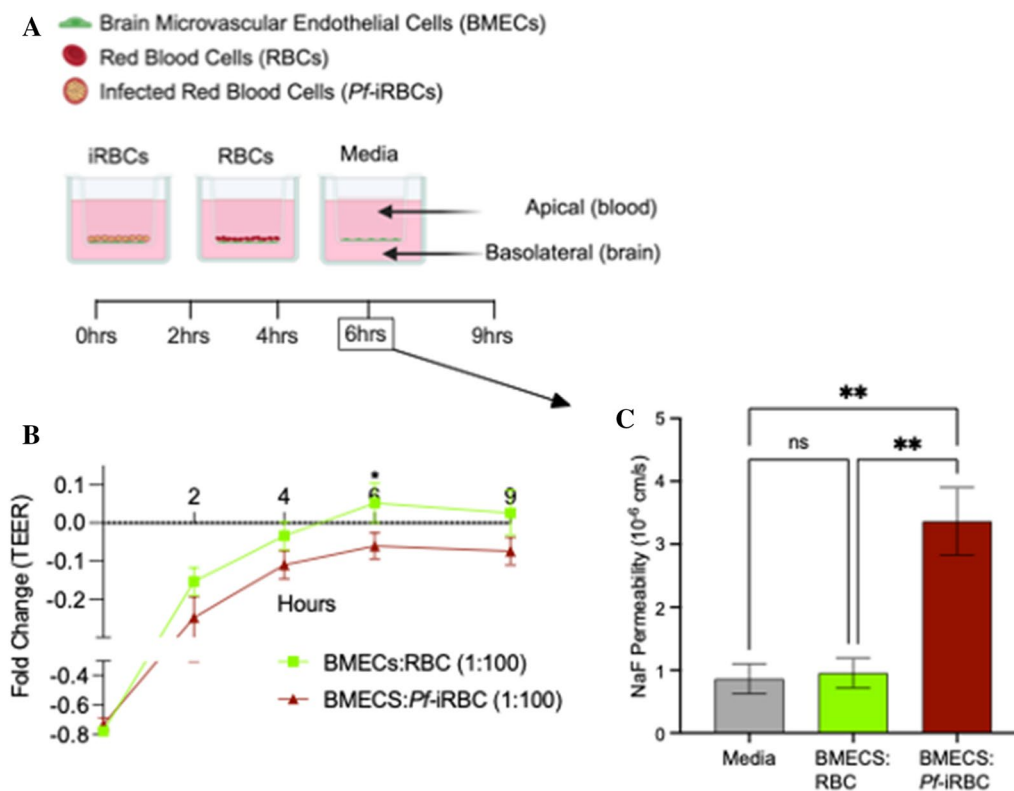 A
Brain Microvascular Endothelial Cells (BMECs)
Red Blood Cells (RBCs)
Infected Red Blood Cells (Pf-iRBCs)
iRBCs RBCs Media
Apical (blood)
Basolateral (brain)
0hrs 2hrs 4hrs 6hrs 9hrs
B
Fold Change (TEER)
0.1
0.0
-0.1
-0.2
-0.4
-0.6
-0.8
2 4 6 9
*
Hours
BMECs:RBC (1:100)
BMECS:Pf-iRBC (1:100)
C
NaF Permeability (10-6 cm/s)
5
4
3
2
1
0
**
ns **
Media BMECS: BMECS:
RBC Pf-iRBC